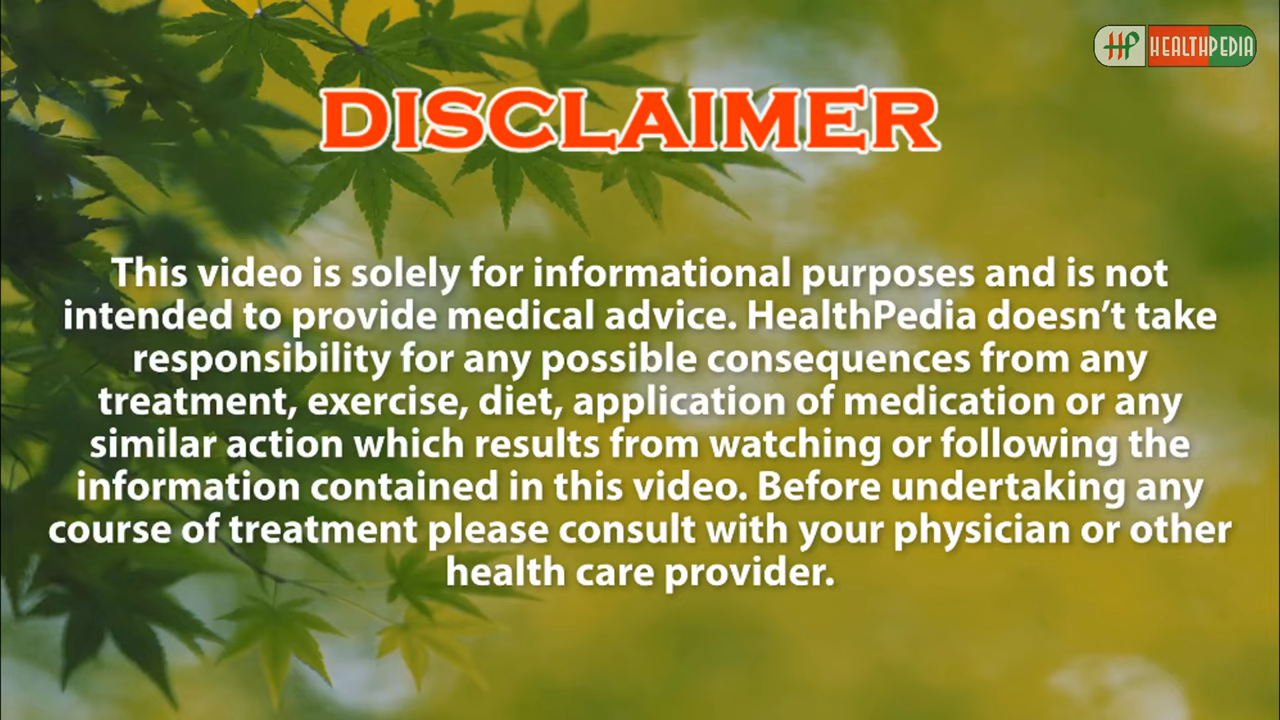 HP HEALTHPEDIA
DISCLAIMER
This video is solely for informational purposes and is not
intended to provide medical advice. HealthPedia doesn’t take
responsibility for any possible consequences from any
treatment, exercise, diet, application of medication or any
similar action which results from watching or following the
information contained in this video. Before undertaking any
course of treatment please consult with your physician or other
health care provider.